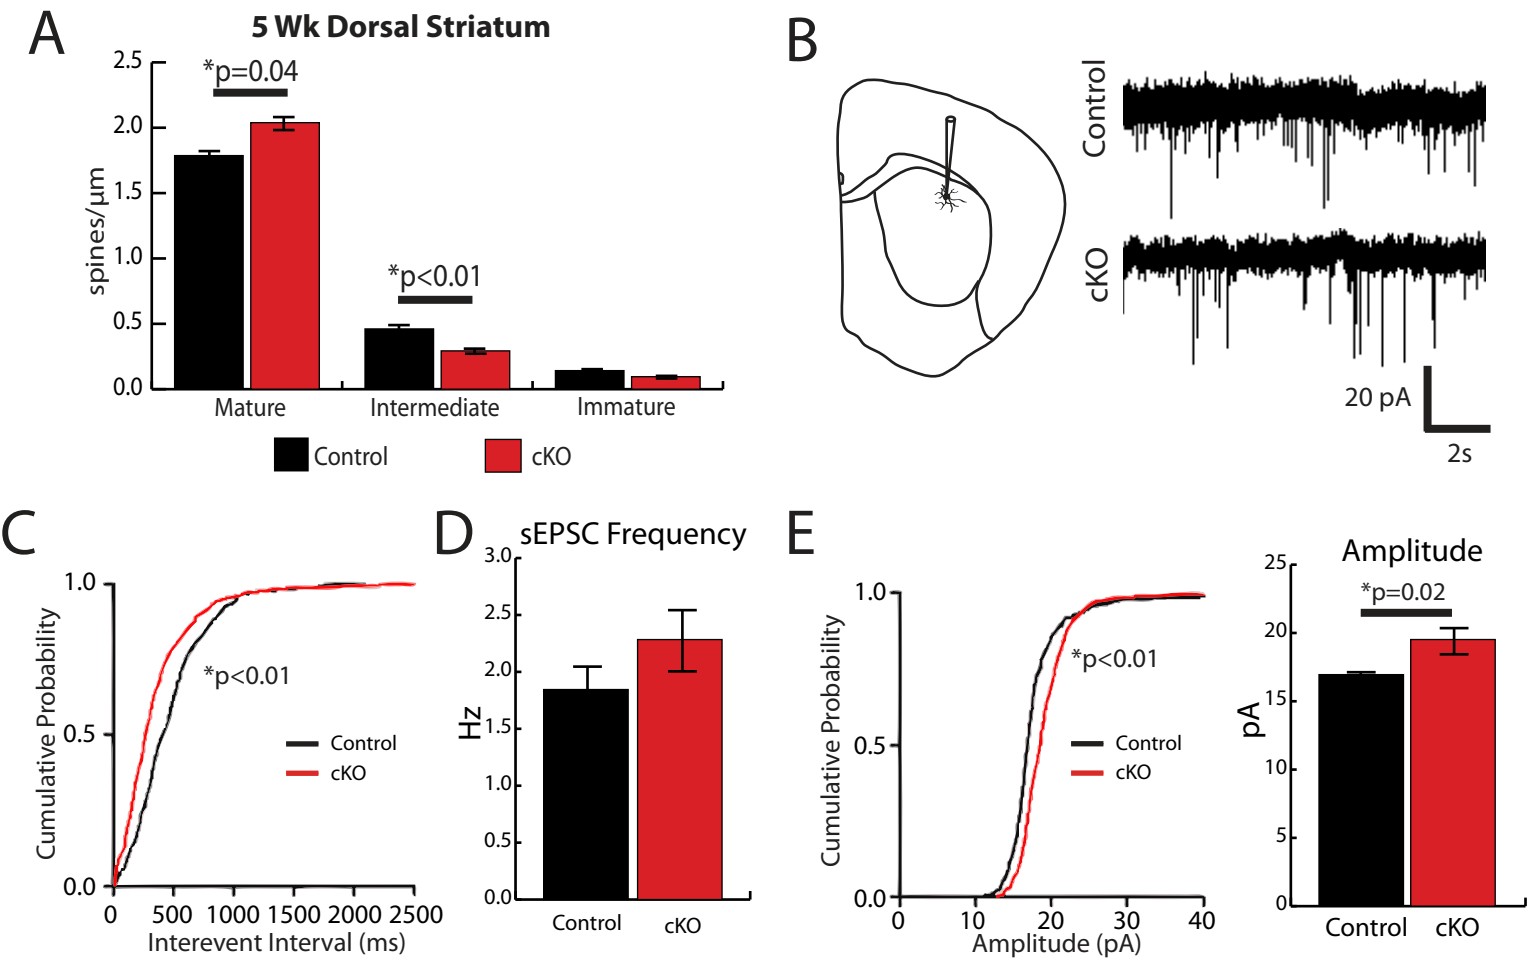 A
5 Wk Dorsal Striatum
spines/µm
2.5
2.0
1.5
1.0
0.5
0.0
*p=0.04
*p<0.01
Mature
Intermediate
Immature
Control
cKO
B
Control
cKO
20 pA
2s
C
Cumulative Probability
1.0
0.5
0.0
*p<0.01
Control
cKO
0 500 1000 1500 2000 2500
Interevent Interval (ms)
D
sEPSC Frequency
Hz
3.0
2.5
2.0
1.5
1.0
0.5
0.0
Control
cKO
E
Cumulative Probability
1.0
0.5
0.0
*p<0.01
Control
cKO
0 10 20 30 40
Amplitude (pA)
Amplitude
pA
25
20
15
10
5
0
*p=0.02
Control
cKO